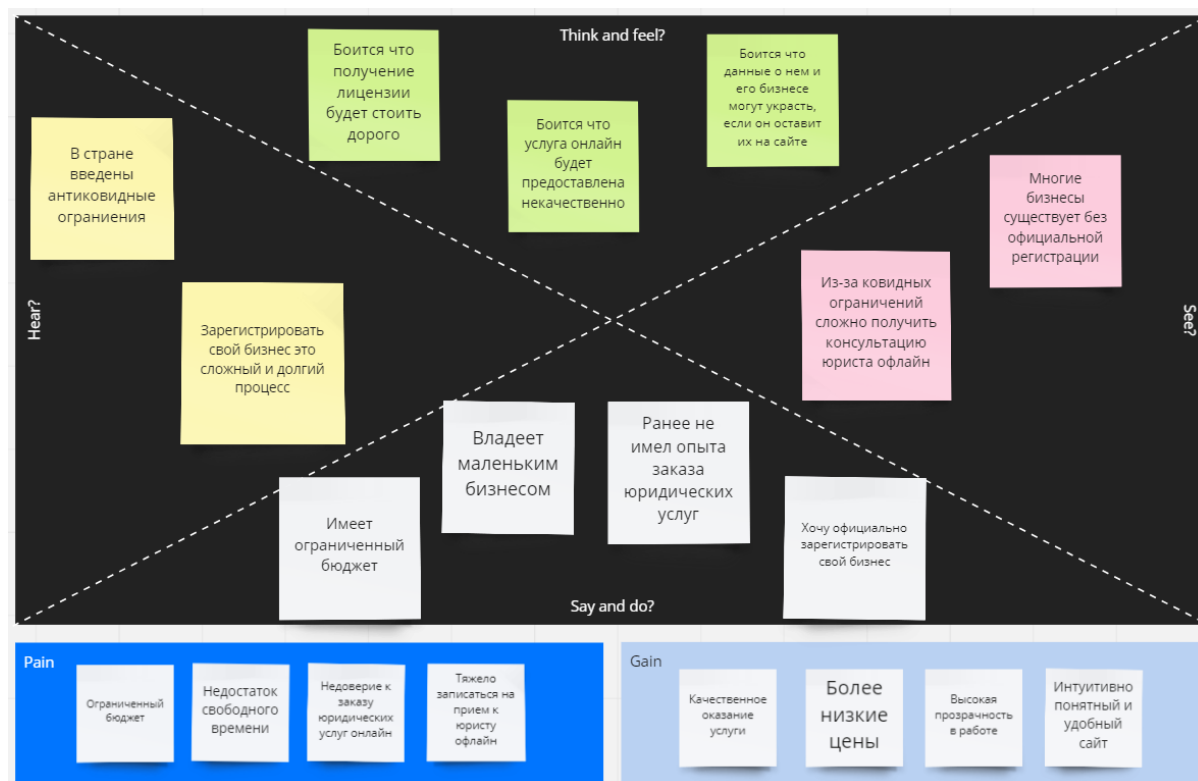 Think and feel?
Боится что
получение
лицензии
будет стоить
дорого
Боится что
услуга онлайн
будет
предоставлена
некачественно
Боится что
данные о нем и
его бизнесе
могут украсть,
если он оставит
их на сайте
Hear?
В стране
введены
антиковидные
ограниения
Зарегистрировать
свой бизнес это
сложный и долгий
процесс
See?
Многие
бизнесы
существует без
официальной
регистрации
Из-за ковидных
ограничений
сложно получить
консультацию
юриста офлайн
Имеет
ограниченный
бюджет
Владеет
маленьким
бизнесом
Ранее не
имел опыта
заказа
юридических
услуг
Хочу официально
зарегистрировать
свой бизнес
Say and do?
Pain
Ограниченный
бюджет
Недостаток
свободного
времени
Недоверие к
заказу
юридических
услуг онлайн
Тяжело
записаться на
прием к
юристу
офлайн
Gain
Качественное
оказание
услуги
Более
низкие
цены
Высокая
прозрачность
в работе
Интуитивно
понятный и
удобный
сайт